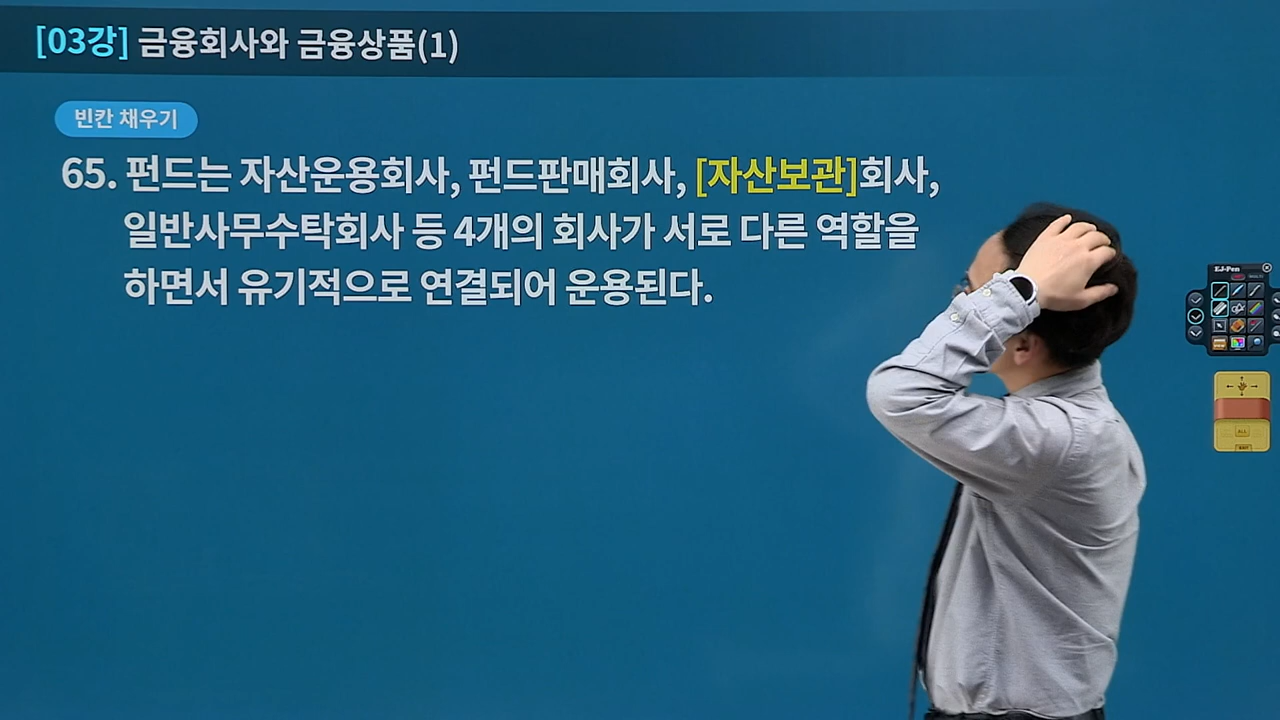 [03강] 금융회사와 금융상품(1)
빈칸 채우기
65. 펀드는 자산운용회사, 펀드판매회사, [자산보관]회사,
일반사무수탁회사 등 4개의 회사가 서로 다른 역할을
하면서 유기적으로 연결되어 운용된다.
EJ-Pen
ALL